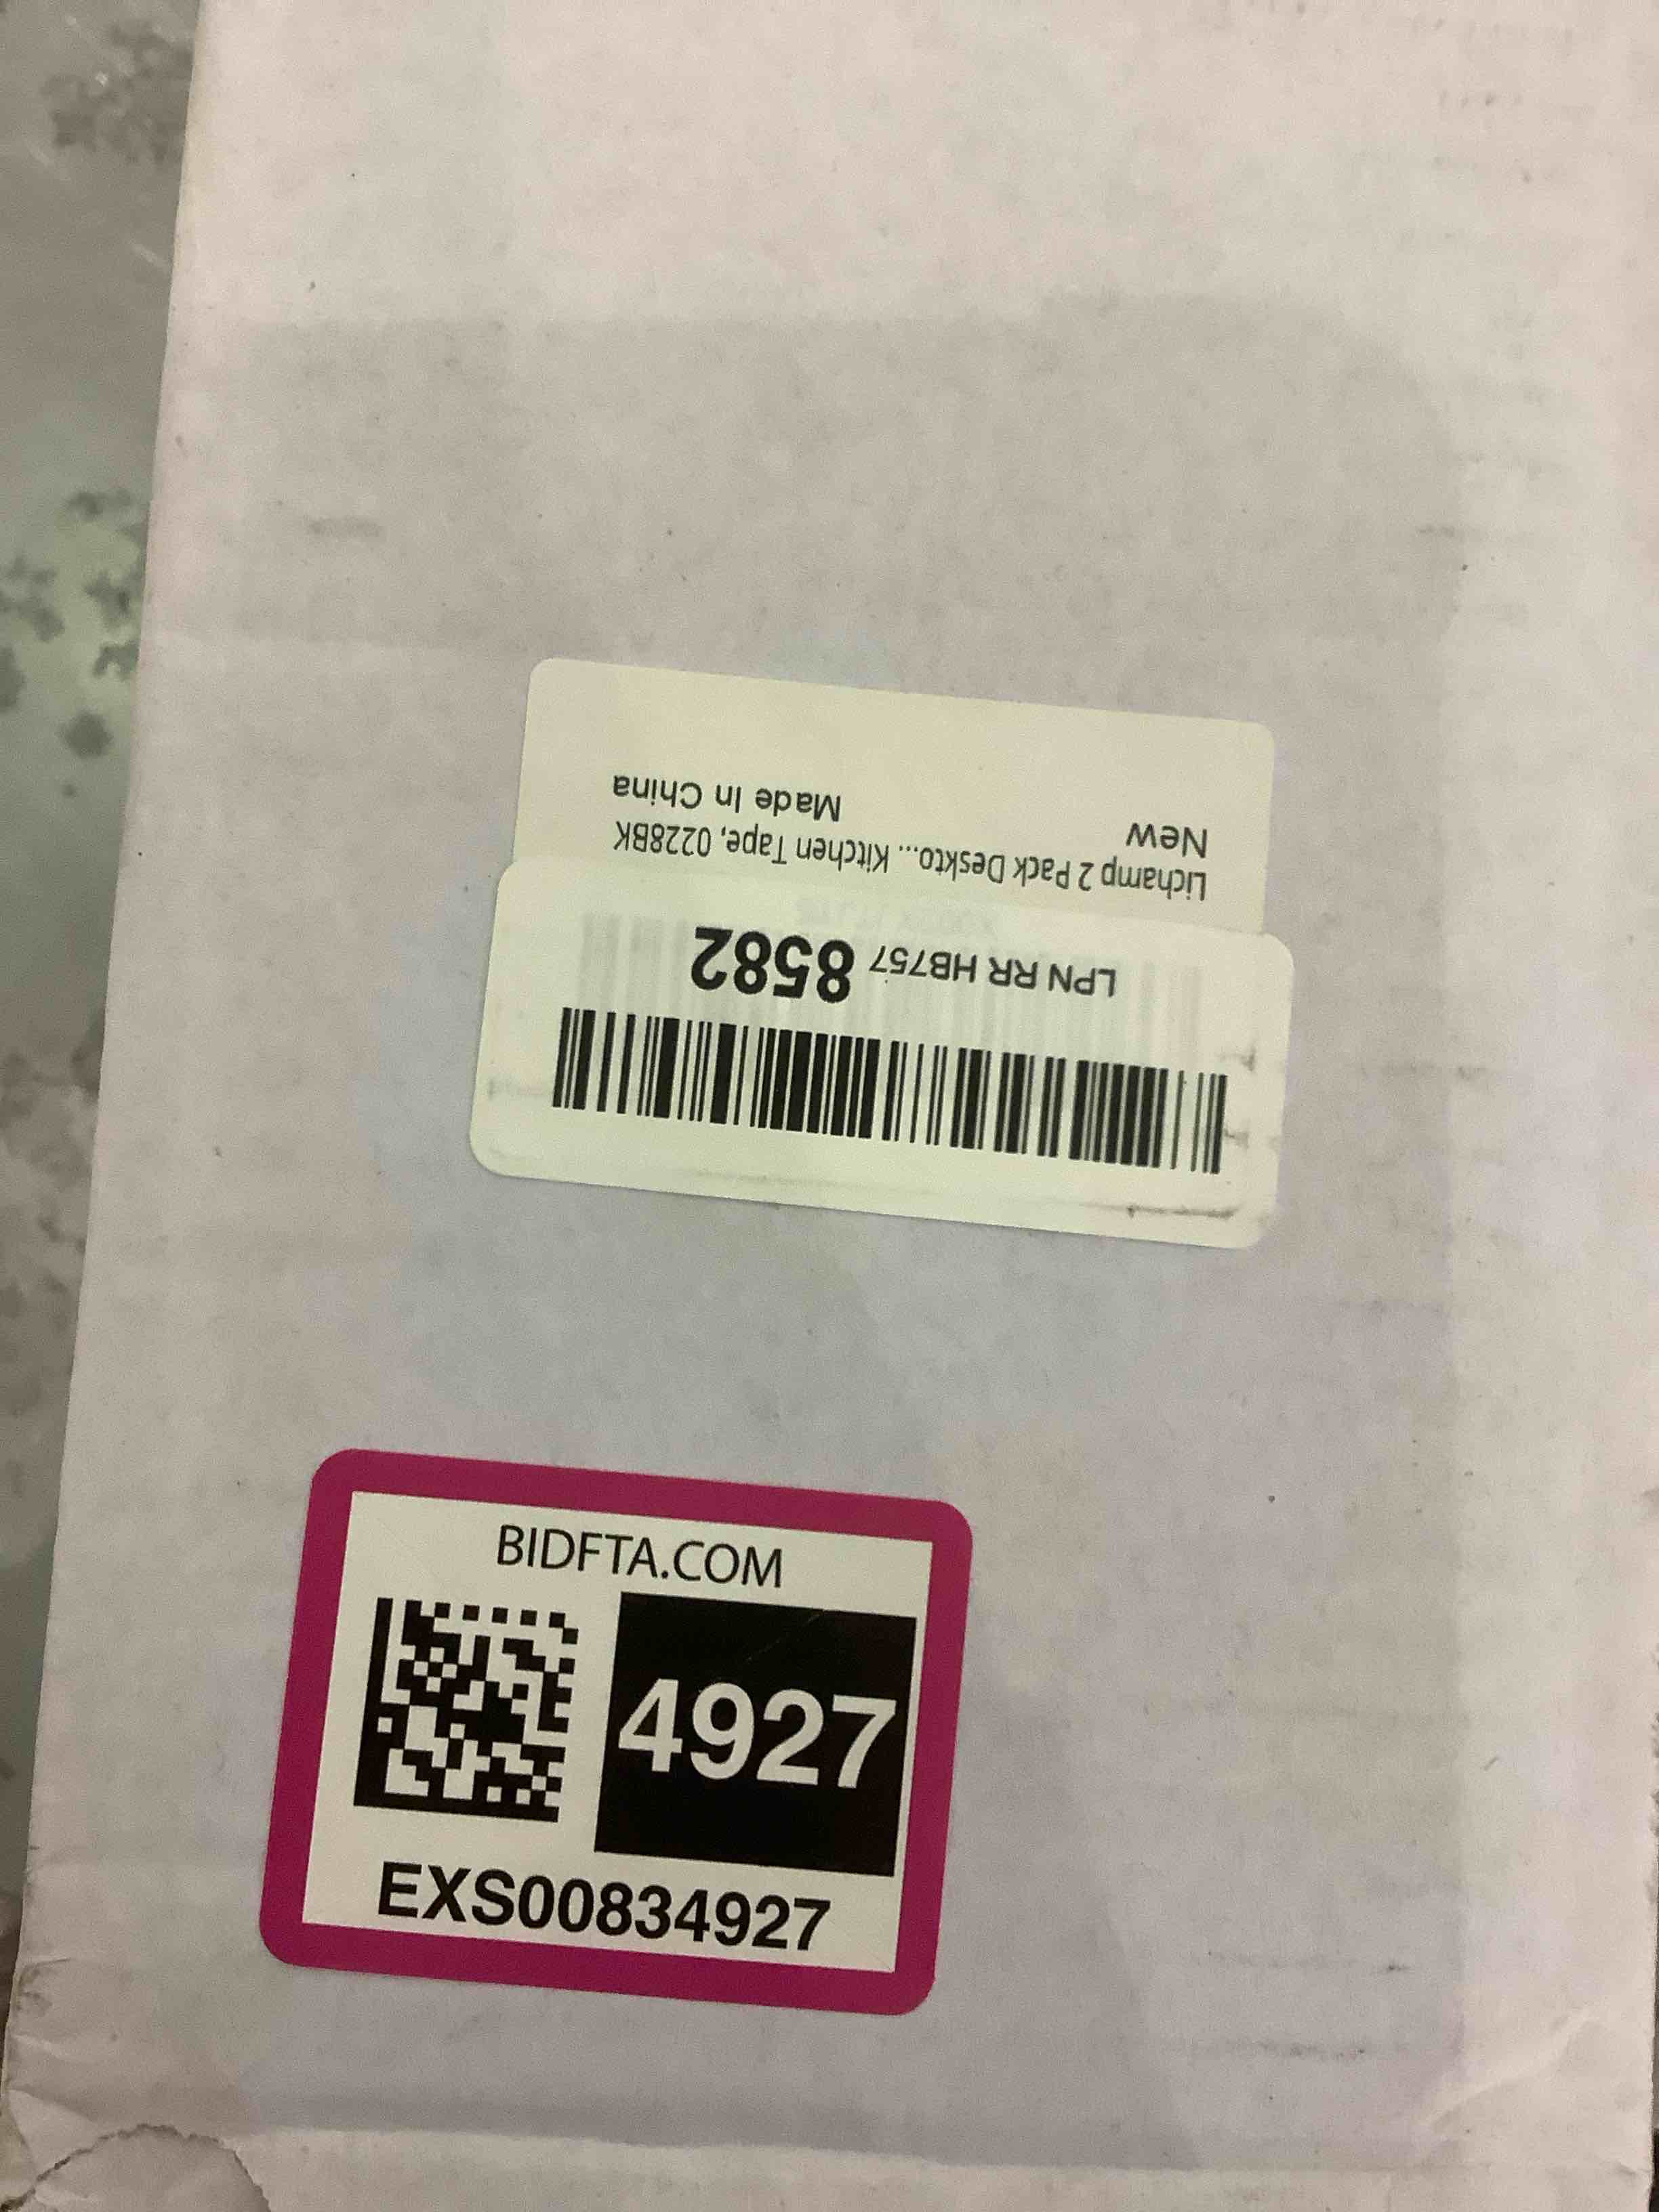 LPN RR HB757 8582
Lichamp 2 Pack Deskto... Kitchen Tape, 0228BK
New
Made In China
BIDFTA.COM
4927
EXS00834927